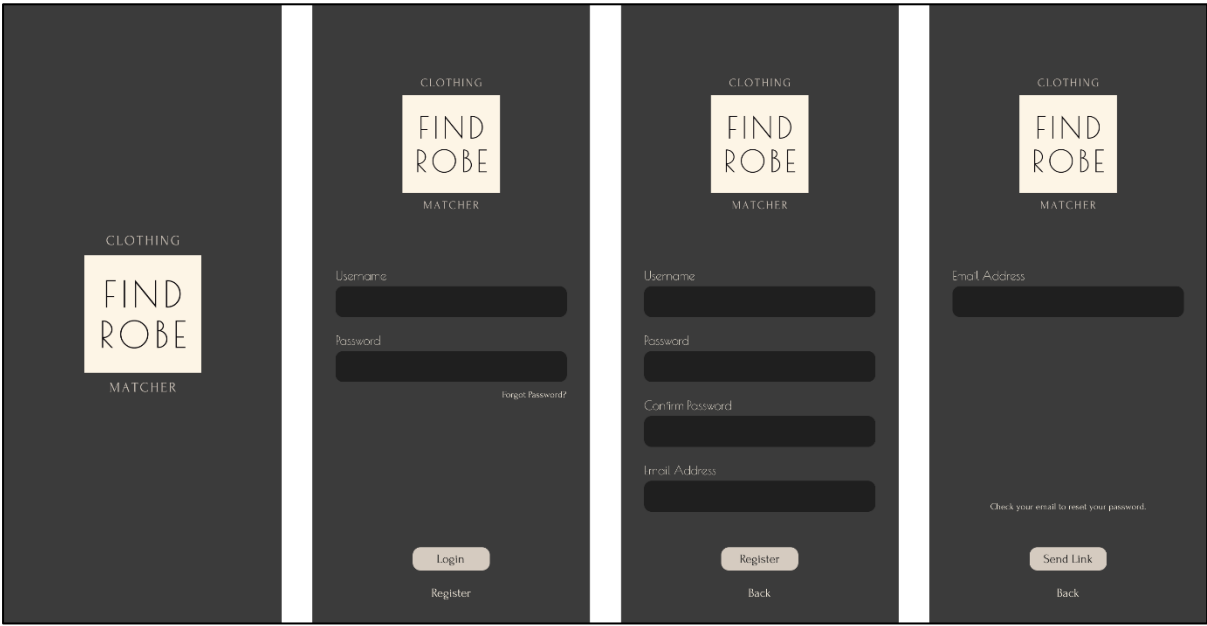 CLOTHING
FIND
ROBE
MATCHER
CLOTHING
FIND
ROBE
MATCHER
Username
Password
Forgot Password?
Login
Register
CLOTHING
FIND
ROBE
MATCHER
Username
Password
Confirm Password
Email Address
Register
Back
CLOTHING
FIND
ROBE
MATCHER
Email Address
Check your email to reset your password.
Send Link
Back